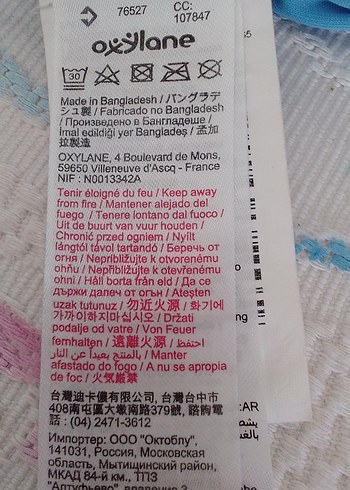 76527
CC:
107847
oxylane
30
Made in Bangladesh / バングラデ
シュ製 / Fabricado no Bangladesh
/ Произведено в Бангладеше /
İmal edildiği yer Bangladeş / 孟加
拉製造
OXYLANE, 4 Boulevard de Mons,
59650 Villeneuve d'Ascq - France
NIF : N0013342A
Tenir éloigné du feu / Keep away
from fire / Mantener alejado del
fuego / Tenere lontano dal fuoco /
Uit de buurt van vuur houden /
Chronić przed ogniem / Nyílt
lángtól távol tartandó / Беречь от
огня / Nepribližujte k otvorenému
ohňu / Nepřibližujte k otevřenému
ohni / Håll borta från eld / Да се
държи далеч от огън / Ateşten
uzak tutunuz / 勿近火源 / 화기에
가까이하지마십시오 / Držati
podalje od vatre / Von Feuer
fernhalten / 遠離火源 / احتفظ
بالمنتج بعيداً عن النار / Manter
afastado do fogo / A nu se apropia
de foc / 火気厳禁
台灣迪卡儂有限公司, 台灣台中市
408南屯區大墩南路379號, 諮詢電
話 : (04) 2471-3612
Импортер: ООО "Октоблу",
141031, Россия, Московская
область, Мытищинский район,
МКАД 84-й км., ТПЗ
"Алтуфьево", владение 3